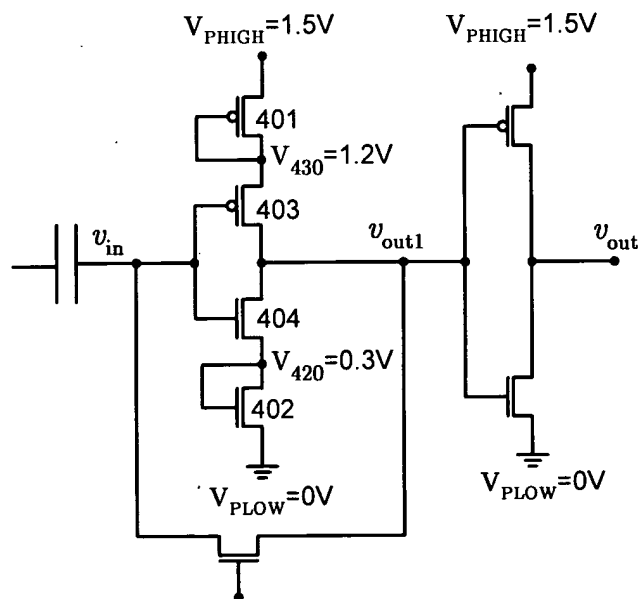 V_PHIGH=1.5V
V_PHIGH=1.5V
401
V_430=1.2V
403
v_in
v_out1
v_out
404
V_420=0.3V
402
V_PLOW=0V
V_PLOW=0V